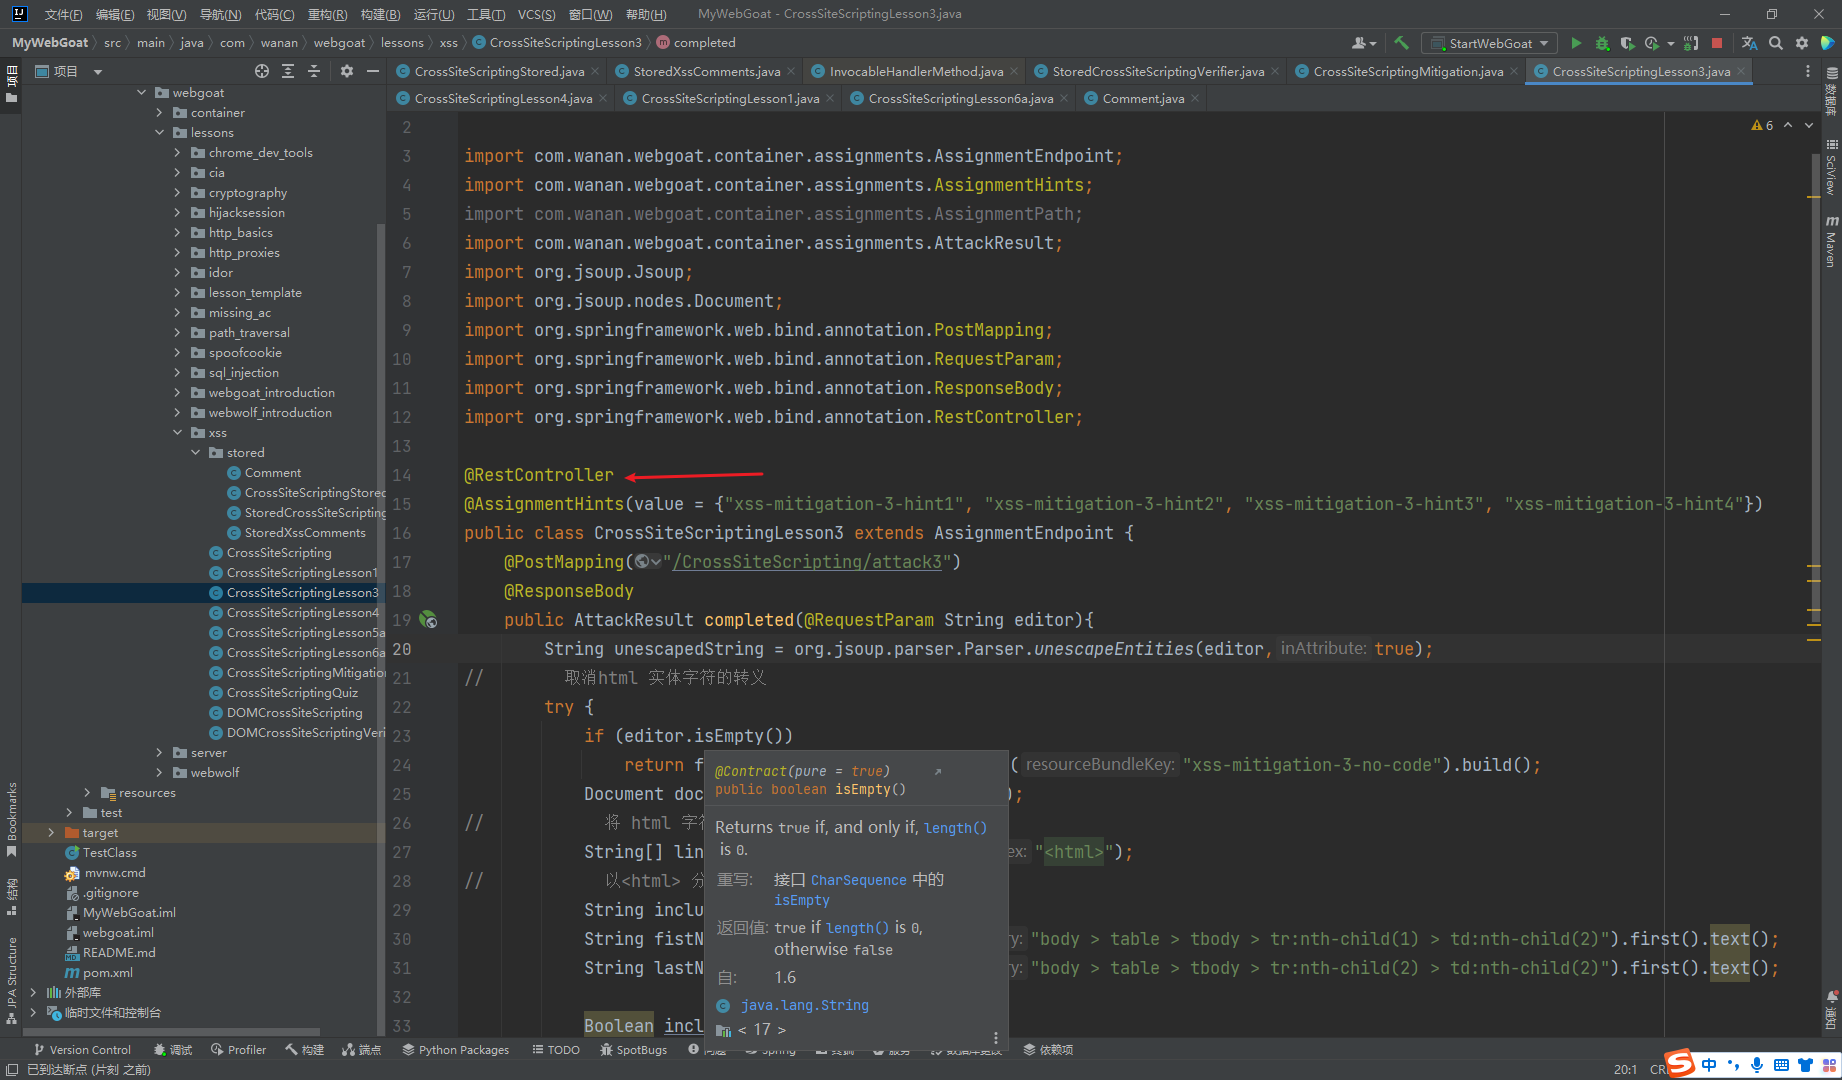 文件(F) 编辑(E) 视图(V) 导航(N) 代码(C) 重构(R) 构建(B) 运行(U) 工具(T) VCS(S) 窗口(W) 帮助(H) MyWebGoat - CrossSiteScriptingLesson3.java
MyWebGoat src main java com wanan webgoat lessons xss CrossSiteScriptingLesson3 completed StartWebGoat
项目
CrossSiteScriptingStored.java StoredXssComments.java InvocableHandlerMethod.java StoredCrossSiteScriptingVerifier.java CrossSiteScriptingMitigation.java CrossSiteScriptingLesson3.java
CrossSiteScriptingLesson4.java CrossSiteScriptingLesson1.java CrossSiteScriptingLesson6a.java Comment.java
项目
Bookmarks
结构
JPA Structure
webgoat
container
lessons
chrome_dev_tools
cia
cryptography
hijacksession
http_basics
http_proxies
idor
lesson_template
missing_ac
path_traversal
spoofcookie
sql_injection
webgoat_introduction
webwolf_introduction
xss
stored
Comment
CrossSiteScriptingStored
StoredCrossSiteScripting
StoredXssComments
CrossSiteScripting
CrossSiteScriptingLesson1
CrossSiteScriptingLesson3
CrossSiteScriptingLesson4
CrossSiteScriptingLesson5a
CrossSiteScriptingLesson6a
CrossSiteScriptingMitigation
CrossSiteScriptingQuiz
DOMCrossSiteScripting
DOMCrossSiteScriptingVeri
server
webwolf
resources
test
target
TestClass
mvnw.cmd
.gitignore
MyWebGoat.iml
webgoat.iml
README.md
pom.xml
外部库
临时文件和控制台
6
2
3 import com.wanan.webgoat.container.assignments.AssignmentEndpoint;
4 import com.wanan.webgoat.container.assignments.AssignmentHints;
5 import com.wanan.webgoat.container.assignments.AssignmentPath;
6 import com.wanan.webgoat.container.assignments.AttackResult;
7 import org.jsoup.Jsoup;
8 import org.jsoup.nodes.Document;
9 import org.springframework.web.bind.annotation.PostMapping;
10 import org.springframework.web.bind.annotation.RequestParam;
11 import org.springframework.web.bind.annotation.ResponseBody;
12 import org.springframework.web.bind.annotation.RestController;
13
14 @RestController
15 @AssignmentHints(value = {"xss-mitigation-3-hint1", "xss-mitigation-3-hint2", "xss-mitigation-3-hint3", "xss-mitigation-3-hint4"})
16 public class CrossSiteScriptingLesson3 extends AssignmentEndpoint {
17 @PostMapping("/CrossSiteScripting/attack3")
18 @ResponseBody
19 public AttackResult completed(@RequestParam String editor){
20 String unescapedString = org.jsoup.parser.Parser.unescapeEntities(editor, inAttribute: true);
21 // 取消html 实体字符的转义
22 try {
23 if (editor.isEmpty())
24 return f ( resourceBundleKey: "xss-mitigation-3-no-code").build();
25 Document doc );
26 // 将 html 字符
27 String[] lin ex: "<html>");
28 // 以<html> 分
29 String inclu
30 String fistN ry: "body > table > tbody > tr:nth-child(1) > td:nth-child(2)").first().text();
31 String lastN ry: "body > table > tbody > tr:nth-child(2) > td:nth-child(2)").first().text();
32
33 Boolean incl
@Contract(pure = true)
public boolean isEmpty()
Returns true if, and only if, length()
is 0.
重写: 接口 CharSequence 中的
isEmpty
返回值: true if length() is 0,
otherwise false
自: 1.6
java.lang.String
< 17 >
数据库
SciView
m Maven
通知
Version Control 调试 Profiler 构建 端点 Python Packages TODO SpotBugs 问题 Spring 终端 服务 数据库更改 依赖项
已到达断点 (片刻 之前) 20:1 CR
S 中